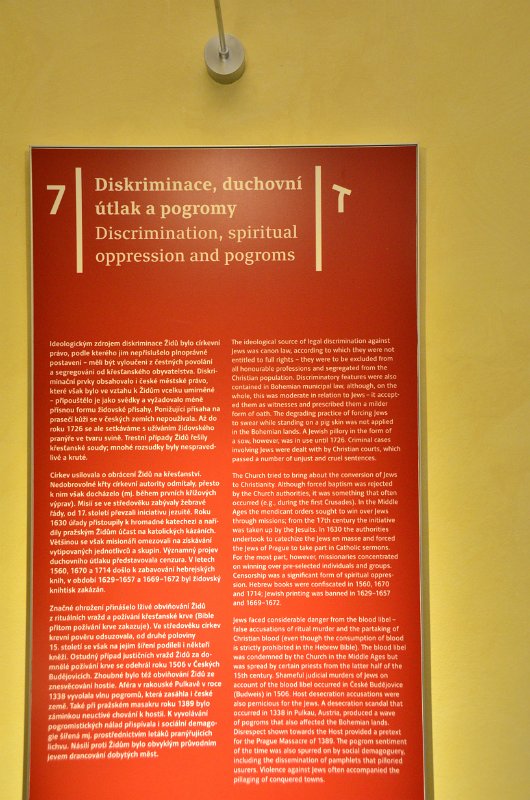 7
Diskriminace, duchovní
útlak a pogromy
Discrimination, spiritual
oppression and pogroms
Ideologickým zdrojem diskriminace Židů bylo církevní
právo, podle kterého jim nepříslušelo plnoprávné
postavení – měli být vyloučeni z čestných povolání
a segregování od křesťanského obyvatelstva. Diskri-
minační prvky obsahovalo i české městské právo,
které však bylo ve vztahu k Židům vcelku umírněné
– připouštělo je jako svědky a vyžadovalo méně
přísnou formu židovské přísahy. Ponižující přísaha na
prasečí kůži se v českých zemích nepoužívala. Až do
roku 1726 se ale setkáváme s užíváním židovského
pranýře ve tvaru svině. Trestní případy Židů řešily
křesťanské soudy; mnohé rozsudky byly nespraved-
livé a kruté.
Církev usilovala o obrácení Židů na křesťanství.
Nedobrovolné křty církevní autority odmítaly, přesto
k nim však docházelo (mj. během prvních křížových
výprav). Misií se ve středověku zabývaly žebravé
řády, od 17. století převzali iniciativu jezuité. Roku
1630 úřady přistoupily k hromadné katechezi a naří-
dily pražským Židům účast na katolických kázáních.
Většinou se však misionáři omezovali na získávání
vytipovaných jednotlivců a skupin. Významný projev
duchovního útlaku představovala cenzura. V letech
1560, 1670 a 1714 došlo k zabavování hebrejských
knih, v období 1629–1657 a 1669–1672 byl židovský
knihtisk zakázán.
Značné ohrožení přinášelo lživé obviňování Židů
z rituálních vražd a požívání křesťanské krve (Bible
přitom požívání krve zakazuje). Ve středověku církev
krevní pověru odsuzovala, od druhé poloviny
15. století se však na jejím šíření podíleli i někteří
kněží. Ostudný případ justičních vražd Židů za do-
mnělé požívání krve se odehrál roku 1506 v Českých
Budějovicích. Zhoubné bylo též obviňování Židů ze
znesvěcování hostie. Aféra v rakouské Pulkavě v roce
1338 vyvolala vlnu pogromů, která zasáhla i české
země. Také při pražském masakru roku 1389 bylo
záminkou neuctivé chování k hostii. K vyvolávání
pogromistických nálad přispívala i sociální demago-
gie šířená mj. prostřednictvím letáků pranýřujících
lichvu. Násilí proti Židům bylo obvyklým průvodním
jevem drancování dobytých měst.
The ideological source of legal discrimination against
Jews was canon law, according to which they were not
entitled to full rights – they were to be excluded from
all honourable professions and segregated from the
Christian population. Discriminatory features were also
contained in Bohemian municipal law, although, on the
whole, this was moderate in relation to Jews – it accept-
ed them as witnesses and prescribed them a milder
form of oath. The degrading practice of forcing Jews
to swear while standing on a pig skin was not applied
in the Bohemian lands. A Jewish pillory in the form of
a sow, however, was in use until 1726. Criminal cases
involving Jews were dealt with by Christian courts, which
passed a number of unjust and cruel sentences.
The Church tried to bring about the conversion of Jews
to Christianity. Although forced baptism was rejected
by the Church authorities, it was something that often
occurred (e.g., during the first Crusades). In the Middle
Ages the mendicant orders sought to win over Jews
through missions; from the 17th century the initiative
was taken up by the Jesuits. In 1630 the authorities
undertook to catechize the Jews en masse and forced
the Jews of Prague to take part in Catholic sermons.
For the most part, however, missionaries concentrated
on winning over pre-selected individuals and groups.
Censorship was a significant form of spiritual oppres-
sion. Hebrew books were confiscated in 1560, 1670
and 1714; Jewish printing was banned in 1629–1657
and 1669–1672.
Jews faced considerable danger from the blood libel –
false accusations of ritual murder and the partaking of
Christian blood (even though the consumption of blood
is strictly prohibited in the Hebrew Bible). The blood libel
was condemned by the Church in the Middle Ages but
was spread by certain priests from the latter half of the
15th century. Shameful judicial murders of Jews on
account of the blood libel occurred in České Budějovice
(Budweis) in 1506. Host desecration accusations were
also pernicious for the Jews. A desecration scandal that
occurred in 1338 in Pulkau, Austria, produced a wave
of pogroms that also affected the Bohemian lands.
Disrespect shown towards the Host provided a pretext
for the Prague Massacre of 1389. The pogrom sentiment
of the time was also spurred on by social demagoguery,
including the dissemination of pamphlets that pilloried
usurers. Violence against Jews often accompanied the
pillaging of conquered towns.